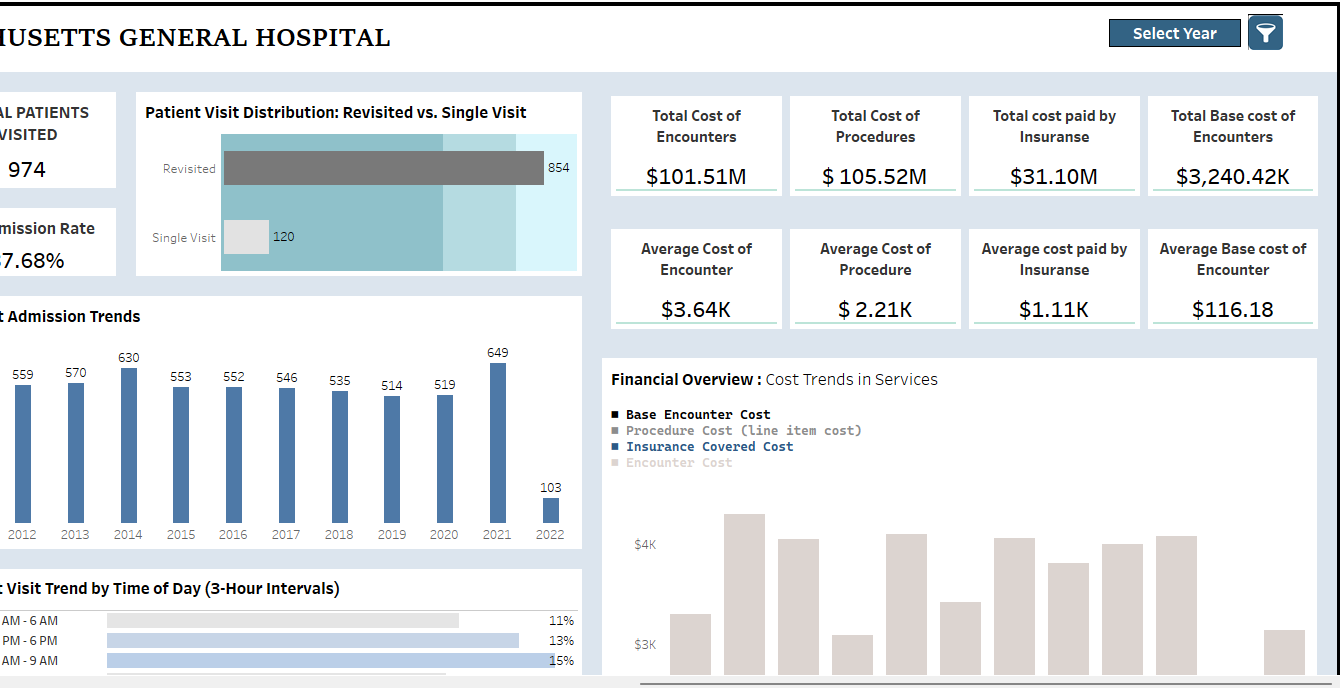 IUSETTS GENERAL HOSPITAL
Select Year
AL PATIENTS
VISITED
974
mission Rate
37.68%
Patient Visit Distribution: Revisited vs. Single Visit
Revisited
854
Single Visit
120
Total Cost of
Encounters
$101.51M
Total Cost of
Procedures
$ 105.52M
Total cost paid by
Insuranse
$31.10M
Total Base cost of
Encounters
$3,240.42K
Average Cost of
Encounter
$3.64K
Average Cost of
Procedure
$ 2.21K
Average cost paid by
Insuranse
$1.11K
Average Base cost of
Encounter
$116.18
t Admission Trends
559 570 630 553 552 546 535 514 519 649 103
2012 2013 2014 2015 2016 2017 2018 2019 2020 2021 2022
t Visit Trend by Time of Day (3-Hour Intervals)
AM - 6 AM 11%
PM - 6 PM 13%
AM - 9 AM 15%
Financial Overview : Cost Trends in Services
Base Encounter Cost
Procedure Cost (line item cost)
Insurance Covered Cost
Encounter Cost
$4K
$3K